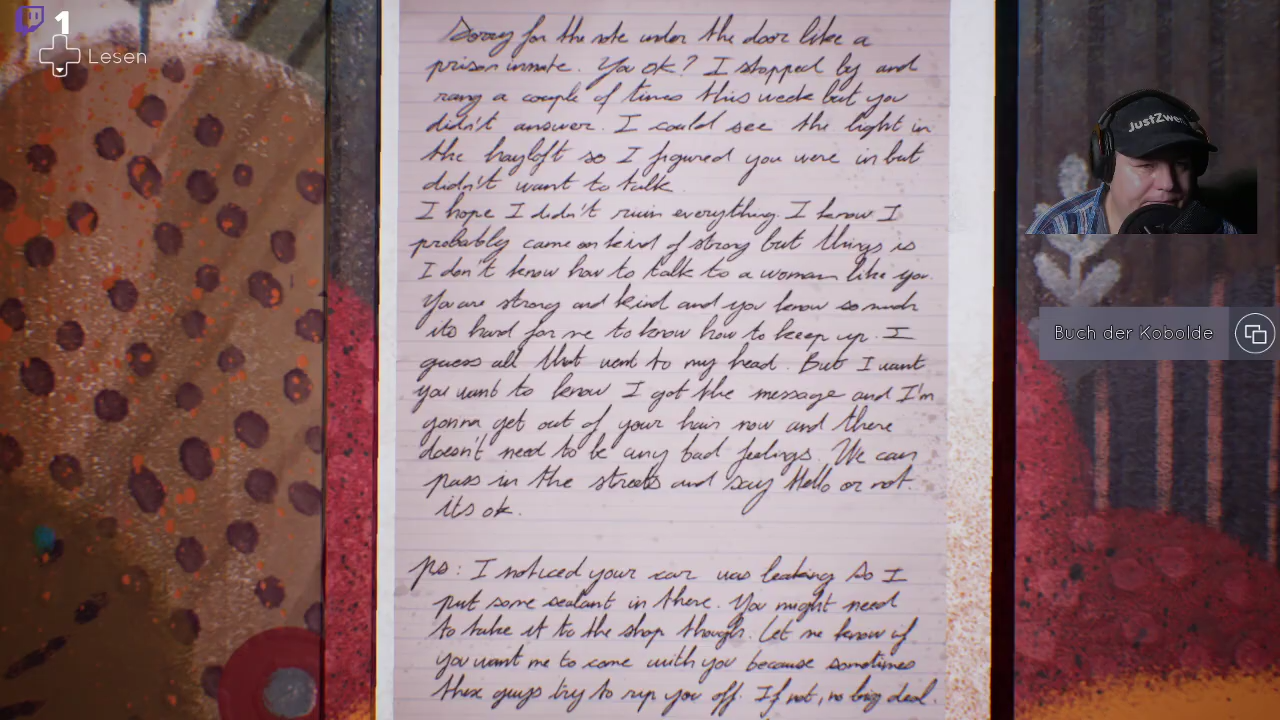 1
Lesen
Sorry for the note under the door like a
prison inmate. You ok? I stopped by and
rang a couple of times this week but you
didn't answer. I could see the light in
the hayloft so I figured you were in but
didn't want to talk.
I hope I didn't ruin everything. I know I
probably came on kind of strong but things is
I don't know how to talk to a woman like you.
You are strong and kind and you know so much
its hard for me to know how to keep up. I
guess all that went to my head. But I want
you want to know I got the message and I'm
gonna get out of your hair now and there
doesn't need to be any bad feelings. We can
pass in the streets and say Hello or not.
it's ok.
ps: I noticed your car was leaking so I
put some sealant in there. You might need
to take it to the shop though. Let me know if
you want me to come with you because sometimes
these guys try to rip you off. If not, no big deal.
JustZwen
Buch der Kobolde